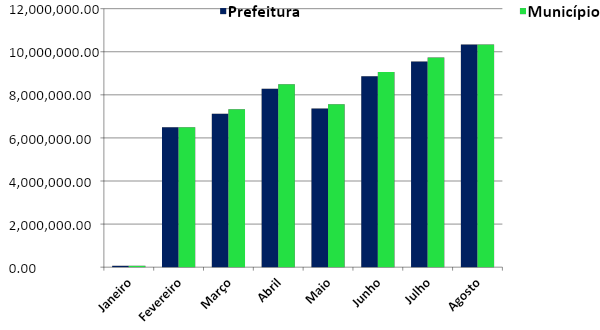 Prefeitura
Município
12,000,000.00
10,000,000.00
8,000,000.00
6,000,000.00
4,000,000.00
2,000,000.00
0.00
Janeiro
Fevereiro
Março
Abril
Maio
Junho
Julho
Agosto